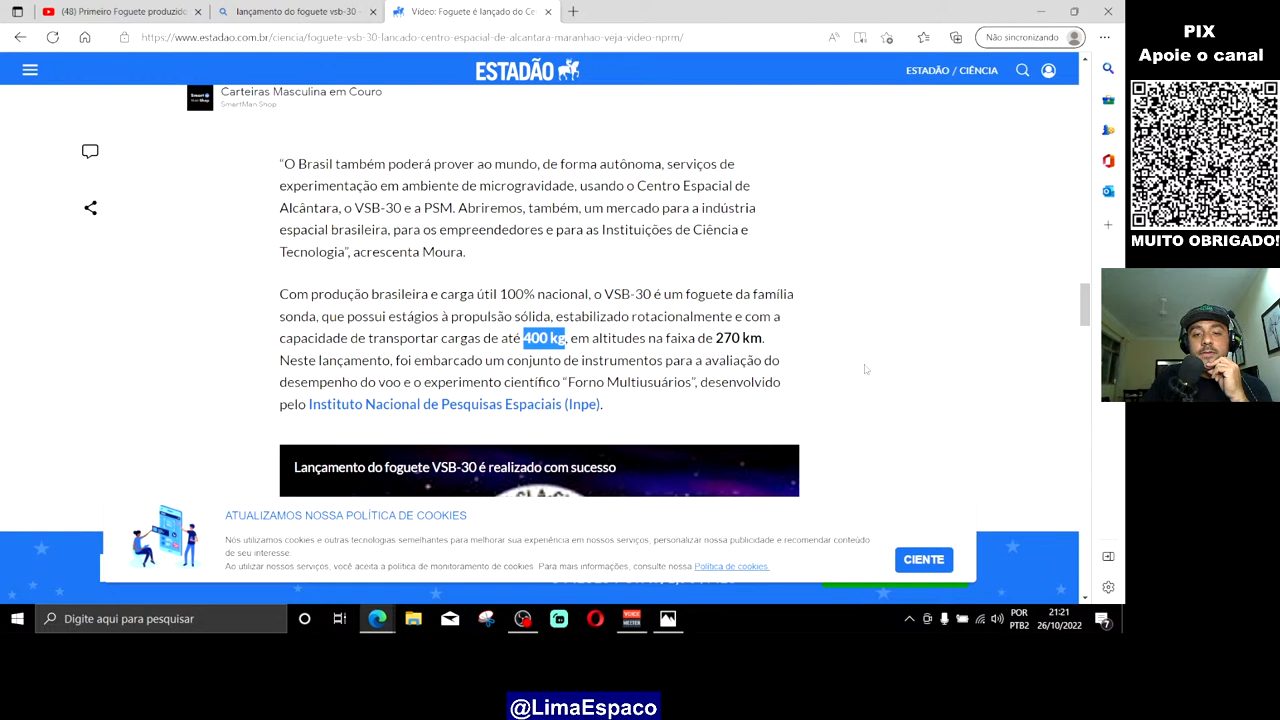 (48) Primeiro Foguete produzido
lançamento do foguete vsb-30 -
Vídeo: Foguete é lançado do Ce
https://www.estadao.com.br/ciencia/foguete-vsb-30-lancado-centro-espacial-de-alcantara-maranhao-veja-video-nprm/
Não sincronizando
ESTADÃO
ESTADÃO / CIÊNCIA
Carteiras Masculina em Couro
SmartMan Shop
“O Brasil também poderá prover ao mundo, de forma autônoma, serviços de
experimentação em ambiente de microgravidade, usando o Centro Espacial de
Alcântara, o VSB-30 e a PSM. Abriremos, também, um mercado para a indústria
espacial brasileira, para os empreendedores e para as Instituições de Ciência e
Tecnologia”, acrescenta Moura.
Com produção brasileira e carga útil 100% nacional, o VSB-30 é um foguete da família
sonda, que possui estágios à propulsão sólida, estabilizado rotacionalmente e com a
capacidade de transportar cargas de até 400 kg, em altitudes na faixa de 270 km.
Neste lançamento, foi embarcado um conjunto de instrumentos para a avaliação do
desempenho do voo e o experimento científico “Forno Multiusuários”, desenvolvido
pelo Instituto Nacional de Pesquisas Espaciais (Inpe).
Lançamento do foguete VSB-30 é realizado com sucesso
ATUALIZAMOS NOSSA POLÍTICA DE COOKIES
Nós utilizamos cookies e outras tecnologias semelhantes para melhorar sua experiência em nossos serviços, personalizar nossa publicidade e recomendar conteúdo
de seu interesse.
Ao utilizar nossos serviços, você aceita a política de monitoramento de cookies. Para mais informações, consulte nossa Política de cookies.
CIENTE
Digite aqui para pesquisar
VOICE
MEETER
POR
PTB2
21:21
26/10/2022
7
PIX
Apoie o canal
MUITO OBRIGADO!
@LimaEspaco